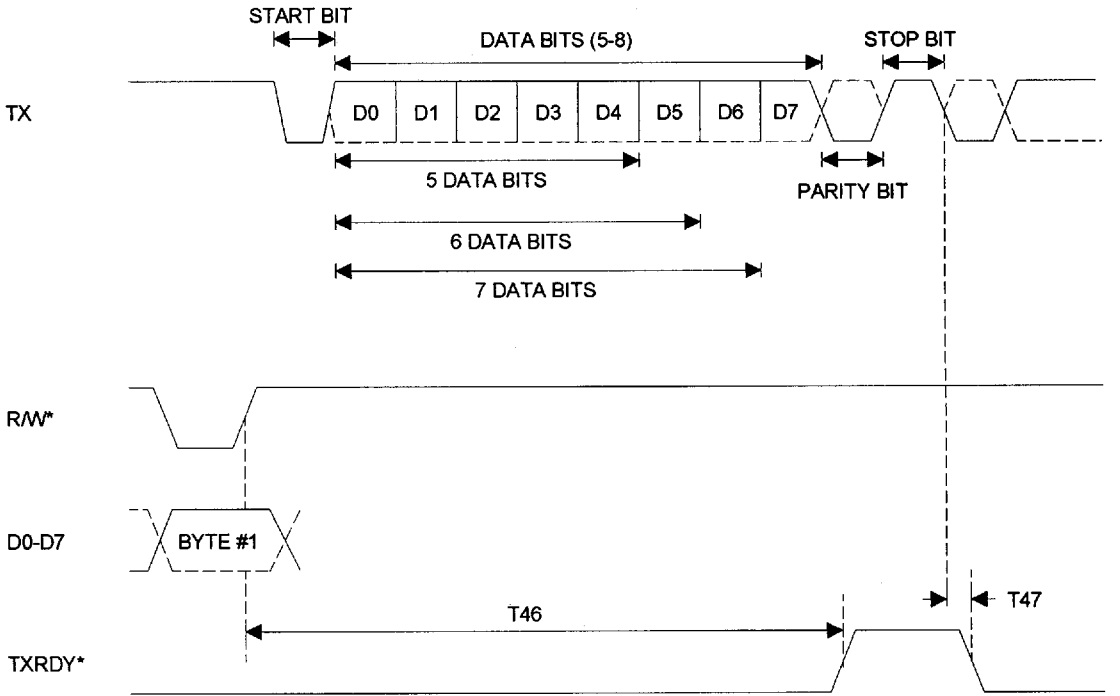 START BIT
DATA BITS (5-8)
STOP BIT
TX
D0 D1 D2 D3 D4 D5 D6 D7
5 DATA BITS
PARITY BIT
6 DATA BITS
7 DATA BITS
R/W*
D0-D7
BYTE #1
T46
T47
TXRDY*